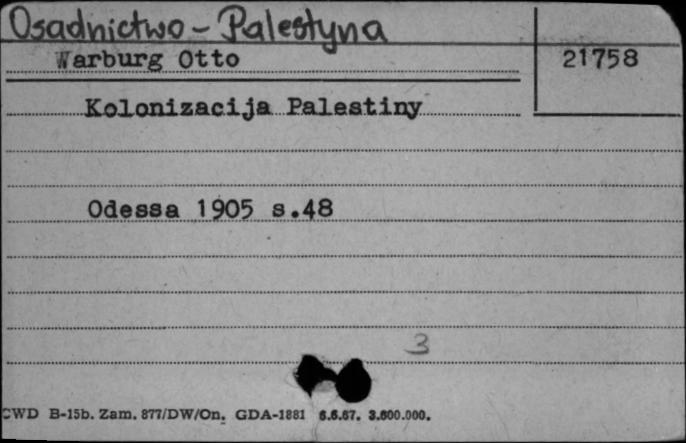 Osadnictwo - Palestyna
Warburg Otto
21758
Kolonizacija Palestiny
Odessa 1905 s.48
3
CWD B-15b. Zam. 877/DW/On. GDA-1881 6.6.67. 3.600.000.